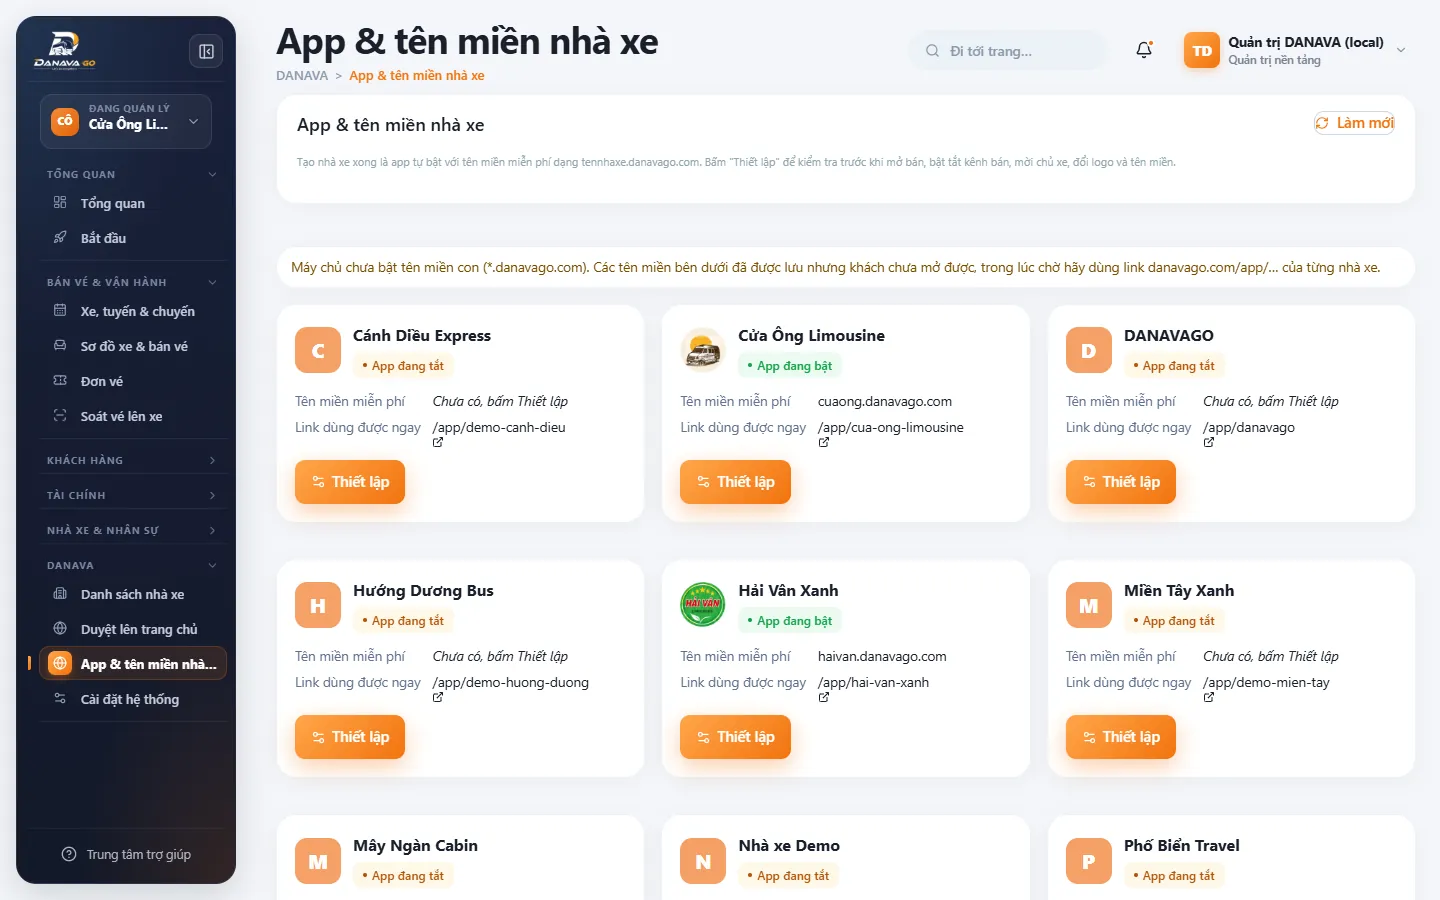 DANAVA GO
ĐANG QUẢN LÝ
CÔ
Cửa Ông Li...
TỔNG QUAN
Tổng quan
Bắt đầu
BÁN VÉ & VẬN HÀNH
Xe, tuyến & chuyến
Sơ đồ xe & bán vé
Đơn vé
Soát vé lên xe
KHÁCH HÀNG
TÀI CHÍNH
NHÀ XE & NHÂN SỰ
DANAVA
Danh sách nhà xe
Duyệt lên trang chủ
App & tên miền nhà...
Cài đặt hệ thống
Trung tâm trợ giúp
App & tên miền nhà xe
DANAVA > App & tên miền nhà xe
Đi tới trang...
TD
Quản trị DANAVA (local)
Quản trị nền tảng
App & tên miền nhà xe
Làm mới
Tạo nhà xe xong là app tự bật với tên miền miễn phí dạng tennhaxe.danavago.com. Bấm "Thiết lập" để kiểm tra trước khi mở bán, bật tắt kênh bán, mời chủ xe, đổi logo và tên miền.
Máy chủ chưa bật tên miền con (*.danavago.com). Các tên miền bên dưới đã được lưu nhưng khách chưa mở được, trong lúc chờ hãy dùng link danavago.com/app/... của từng nhà xe.
C
Cánh Diều Express
• App đang tắt
Tên miền miễn phí Chưa có, bấm Thiết lập
Link dùng được ngay /app/demo-canh-dieu
Thiết lập
Cửa Ông Limousine
• App đang bật
Tên miền miễn phí cuaong.danavago.com
Link dùng được ngay /app/cua-ong-limousine
Thiết lập
D
DANAVAGO
• App đang tắt
Tên miền miễn phí Chưa có, bấm Thiết lập
Link dùng được ngay /app/danavago
Thiết lập
H
Hướng Dương Bus
• App đang tắt
Tên miền miễn phí Chưa có, bấm Thiết lập
Link dùng được ngay /app/demo-huong-duong
Thiết lập
HẢI VÂN
Hải Vân Xanh
• App đang bật
Tên miền miễn phí haivan.danavago.com
Link dùng được ngay /app/hai-van-xanh
Thiết lập
M
Miền Tây Xanh
• App đang tắt
Tên miền miễn phí Chưa có, bấm Thiết lập
Link dùng được ngay /app/demo-mien-tay
Thiết lập
M
Mây Ngàn Cabin
• App đang tắt
N
Nhà xe Demo
• App đang tắt
P
Phố Biển Travel
• App đang tắt